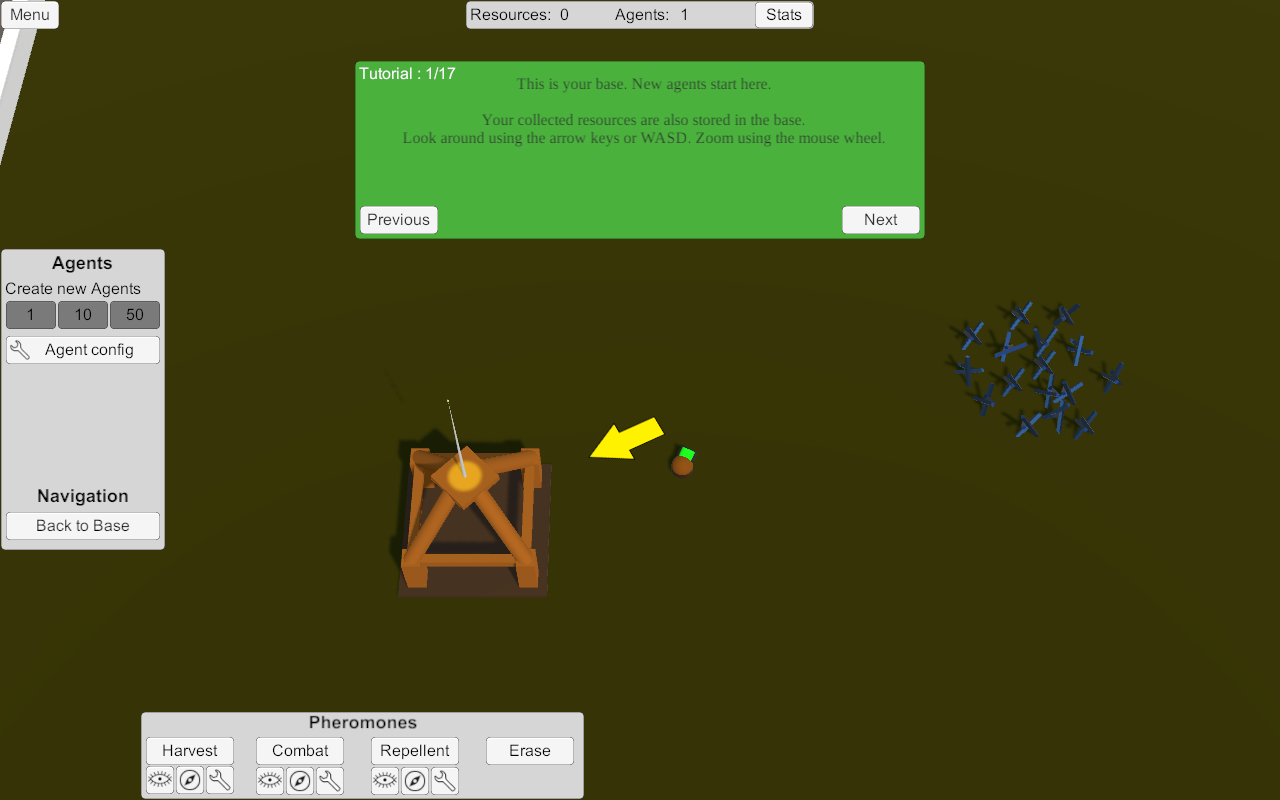 Menu
Resources: 0 Agents: 1 Stats
Tutorial : 1/17
This is your base. New agents start here.
Your collected resources are also stored in the base.
Look around using the arrow keys or WASD. Zoom using the mouse wheel.
Previous Next
Agents
Create new Agents
1 10 50
Agent config
Navigation
Back to Base
Pheromones
Harvest Combat Repellent Erase